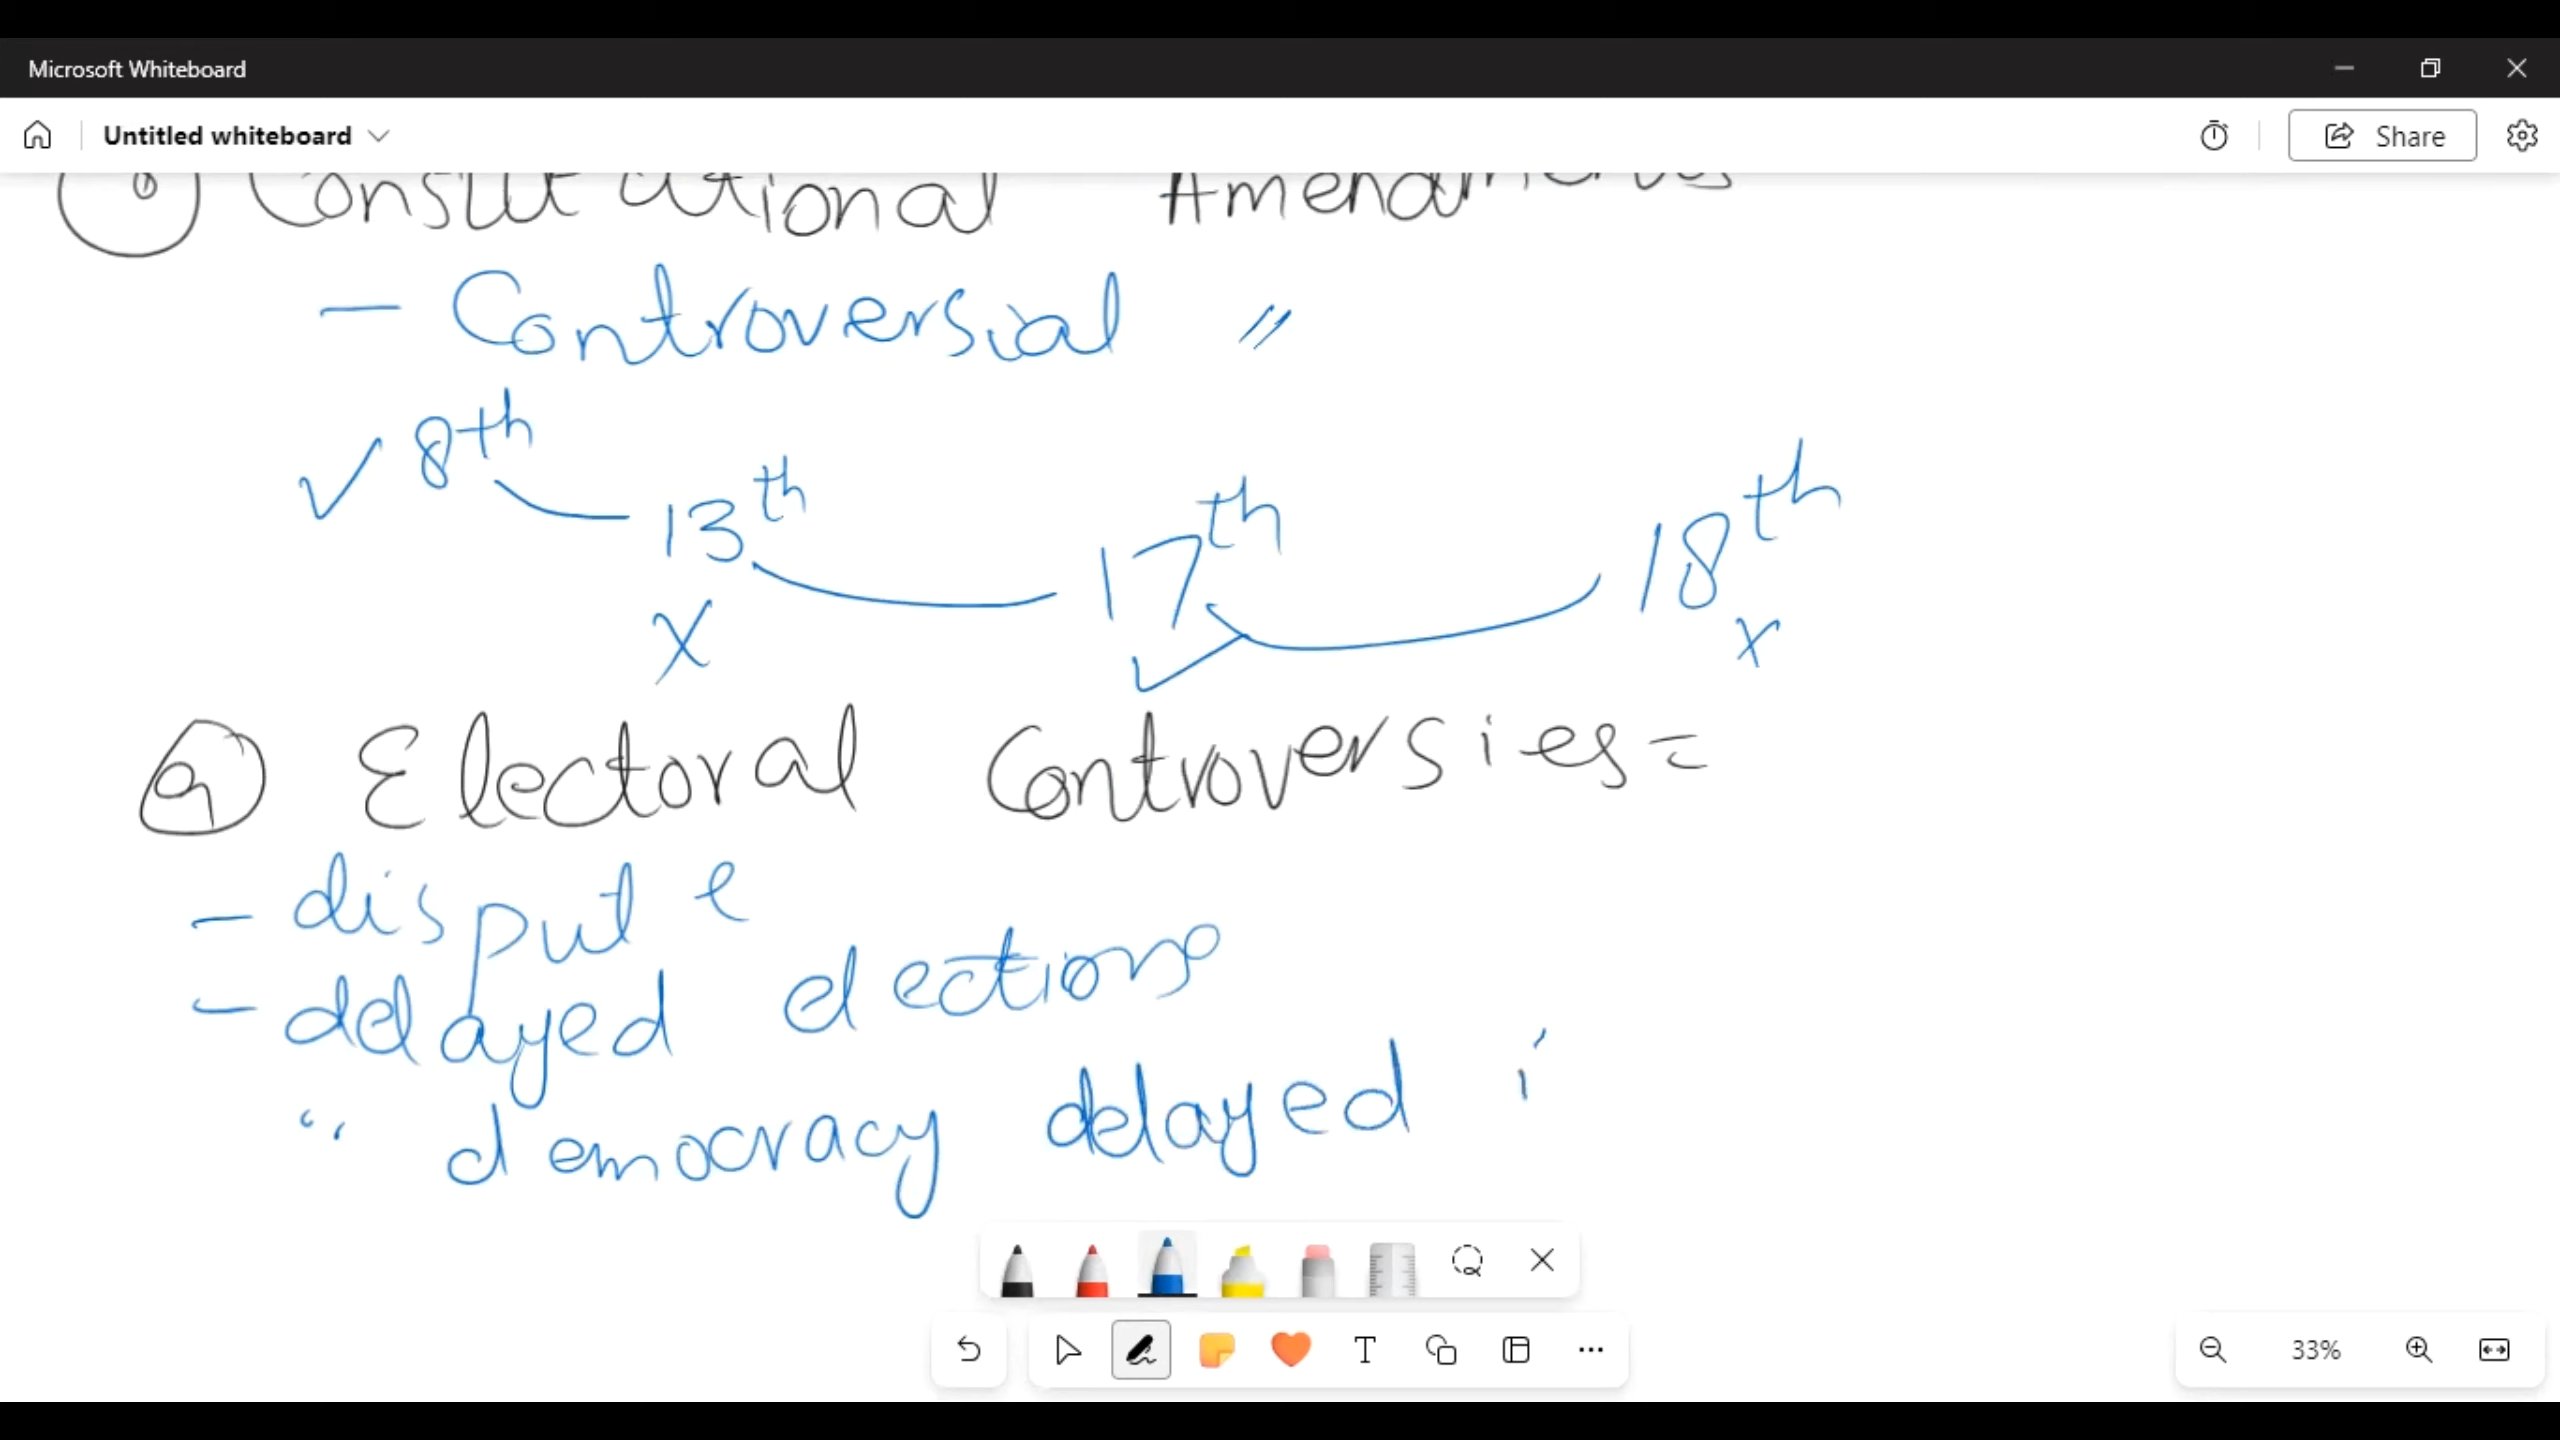 Microsoft Whiteboard
Untitled whiteboard
Share
Constitutional Amendments
- Controversial "
✓ 8th
13th
17th
18th
x
✓
x
9 Electoral Controversies =
- dispute
- delayed elections
" democracy delayed i
T
33%